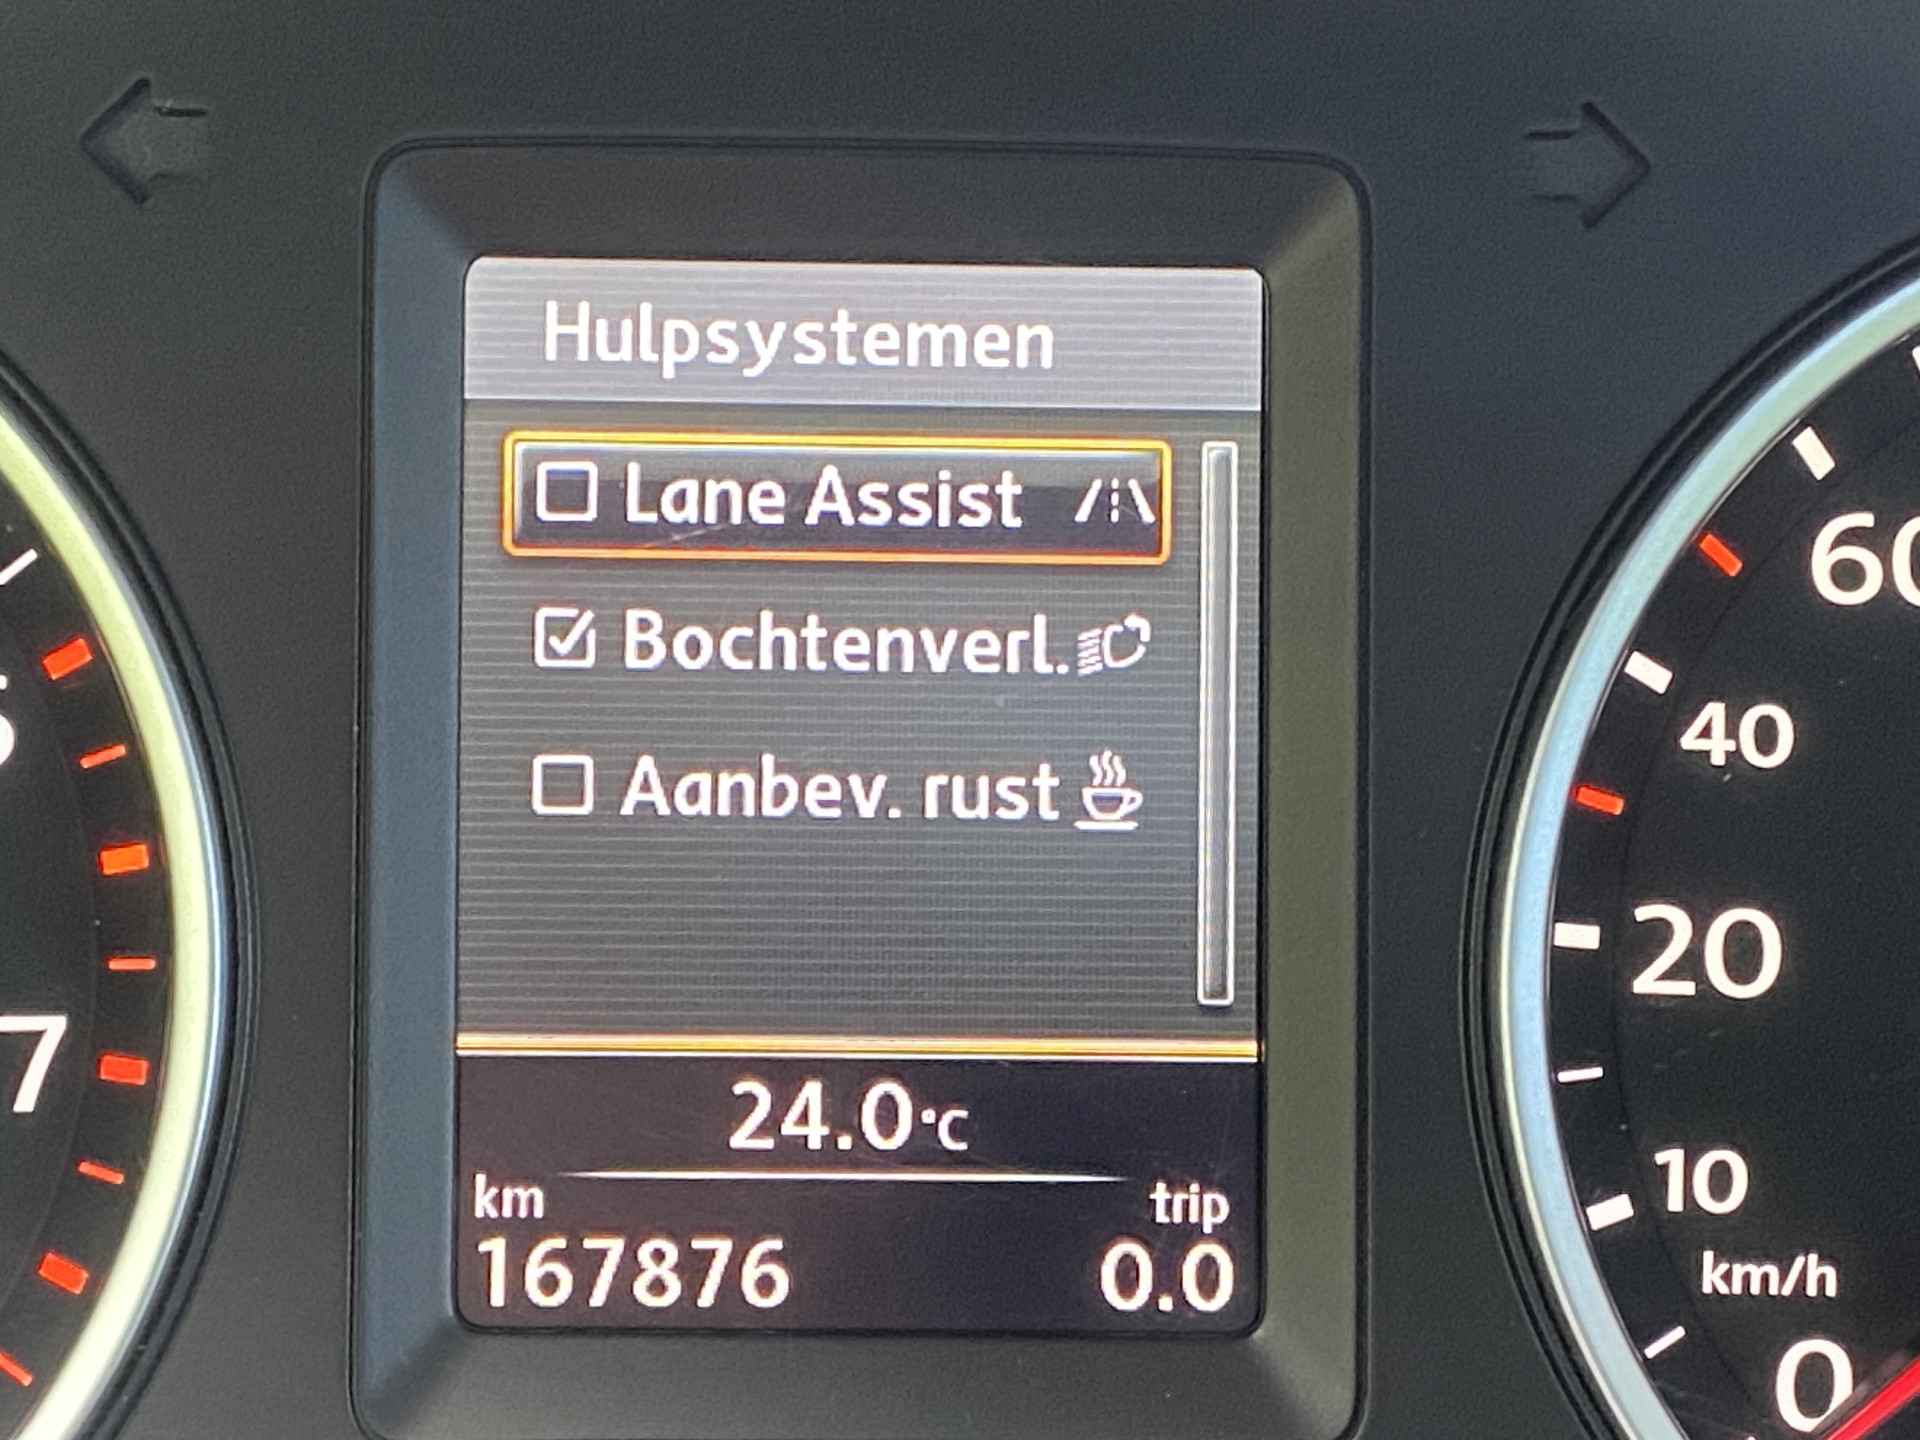 Hulpsystemen
Lane Assist
Bochtenverl.
Aanbev. rust
24.0°C
km
trip
167876
0.0
7
60
40
20
10
km/h
0